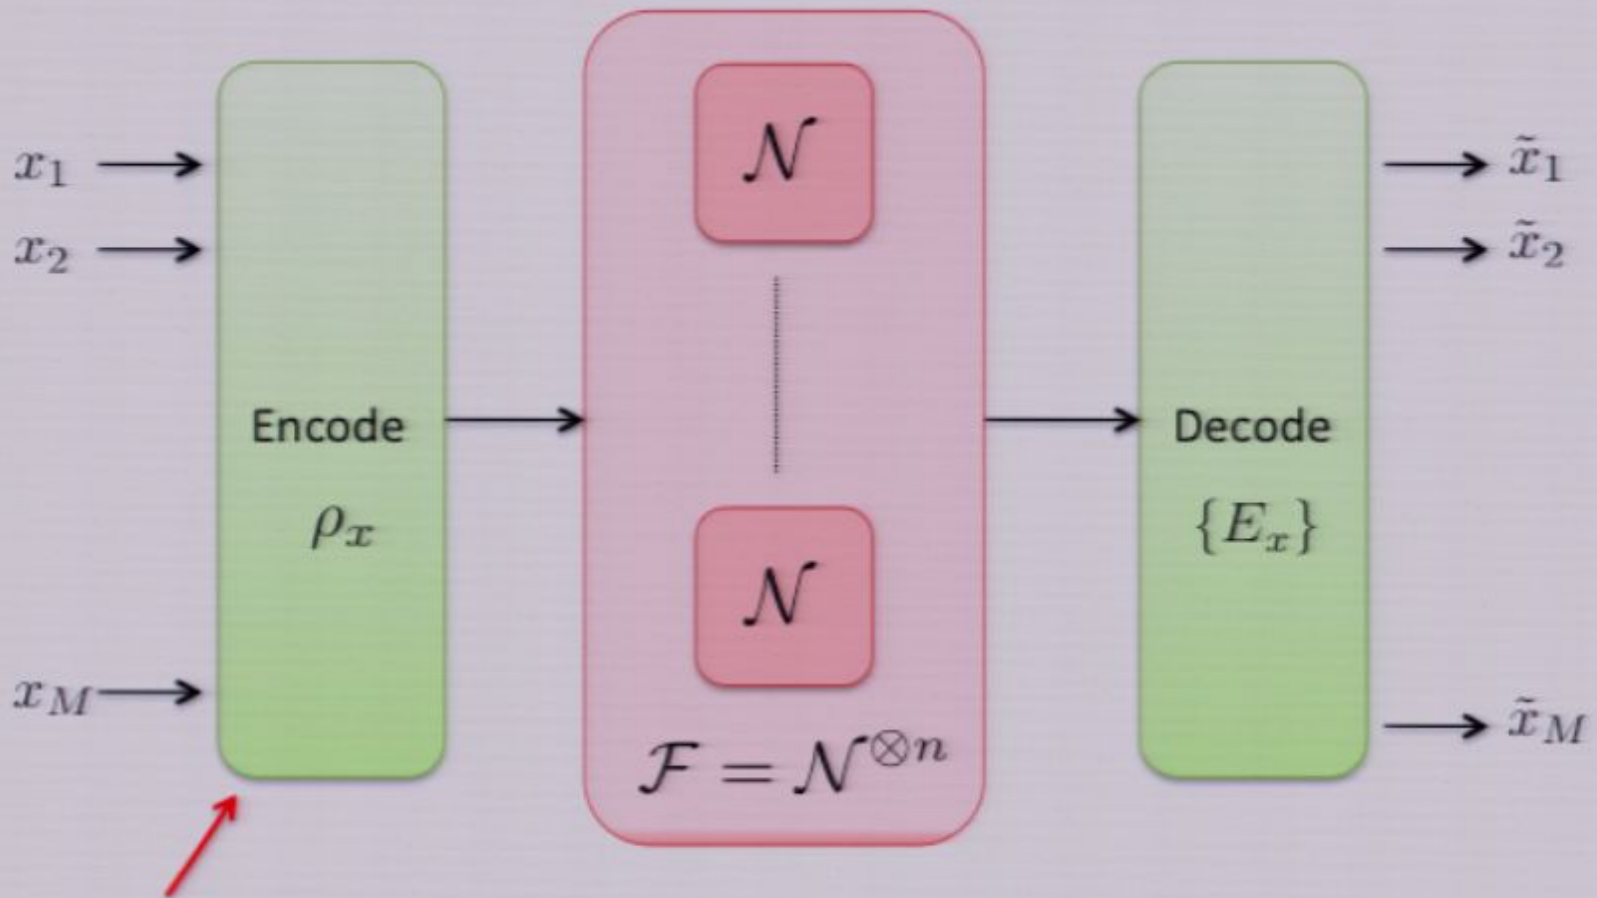 x₁
x₂
x_M
Encode
ρₓ
𝒩
𝒩
ℱ = 𝒩^{⊗n}
Decode
{Eₓ}
x̃₁
x̃₂
x̃_M